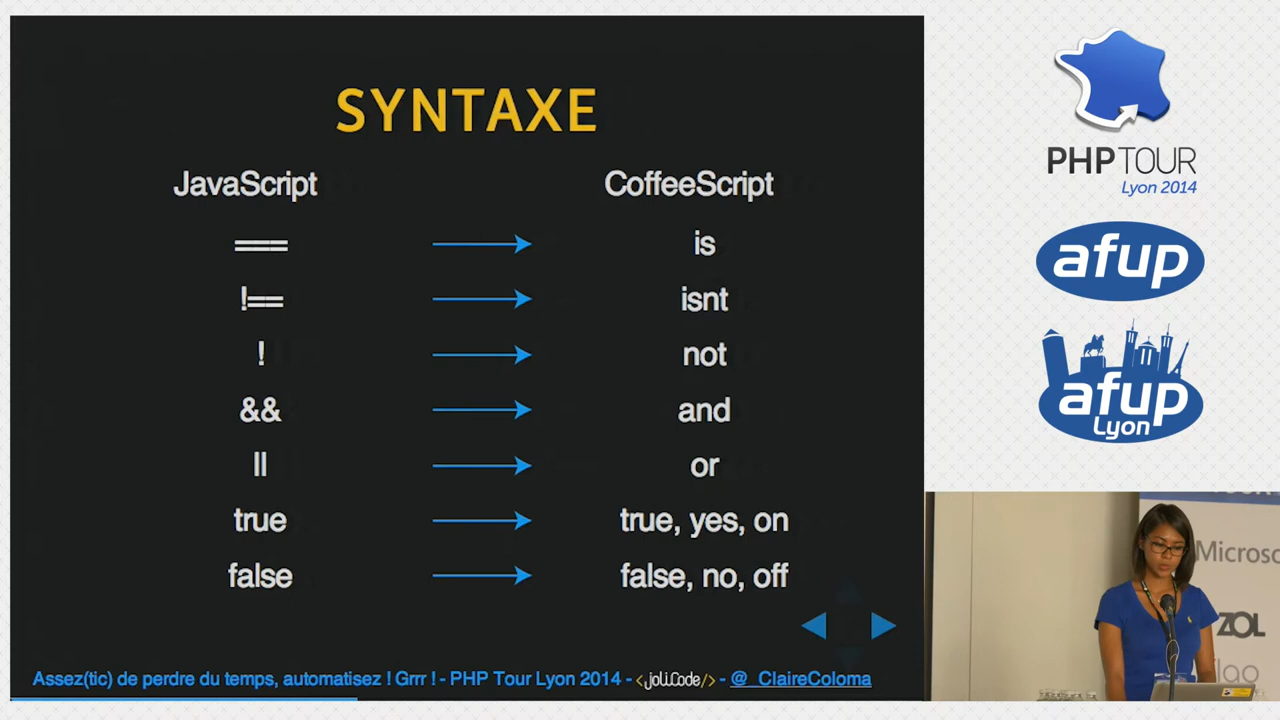 SYNTAXE
JavaScript CoffeeScript
=== is
!== isnt
! not
&& and
|| or
true true, yes, on
false false, no, off
Assez(tic) de perdre du temps, automatisez ! Grrr ! - PHP Tour Lyon 2014 - <joliCode/> - @_ClaireColoma
PHP TOUR
Lyon 2014
afup
afup
Lyon
Microso
ZOL